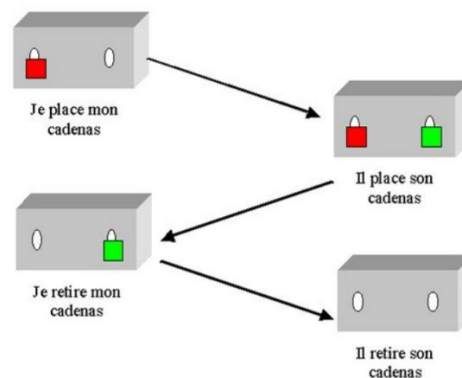 Je place mon
cadenas
Il place son
cadenas
Je retire mon
cadenas
Il retire son
cadenas